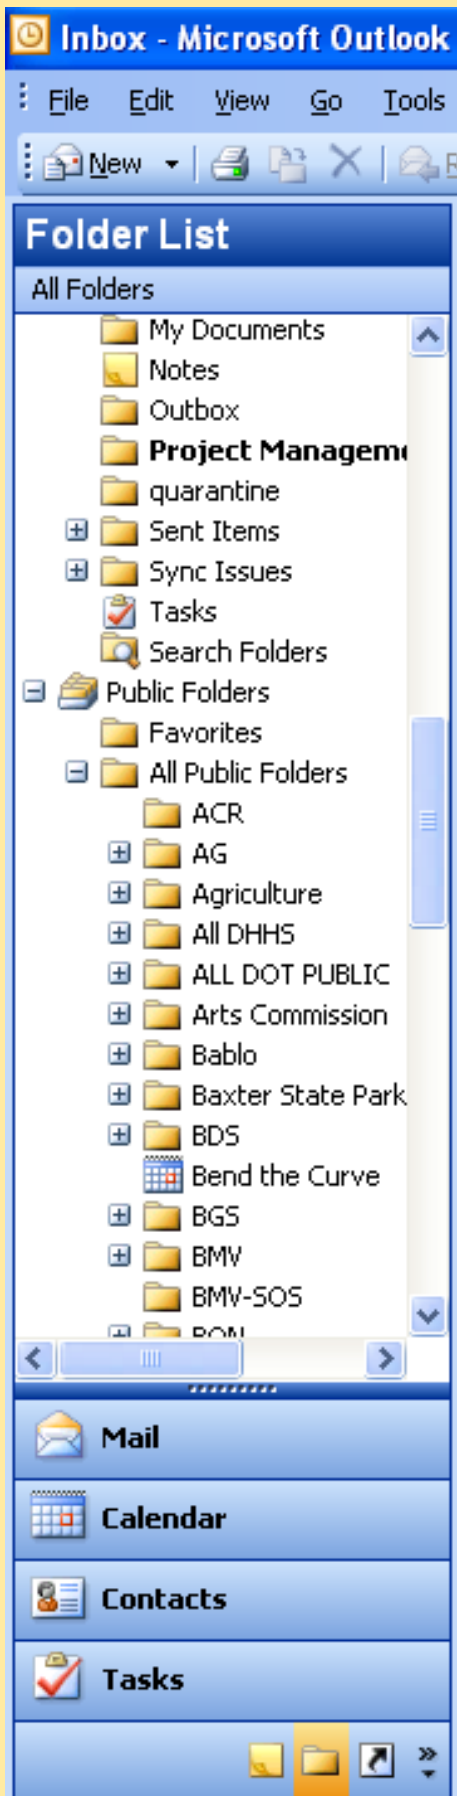 Inbox - Microsoft Outlook
File Edit View Go Tools
New
Folder List
All Folders
My Documents
Notes
Outbox
Project Manageme
quarantine
Sent Items
Sync Issues
Tasks
Search Folders
Public Folders
Favorites
All Public Folders
ACR
AG
Agriculture
All DHHS
ALL DOT PUBLIC
Arts Commission
Bablo
Baxter State Park
BDS
Bend the Curve
BGS
BMV
BMV-SOS
Mail
Calendar
Contacts
Tasks